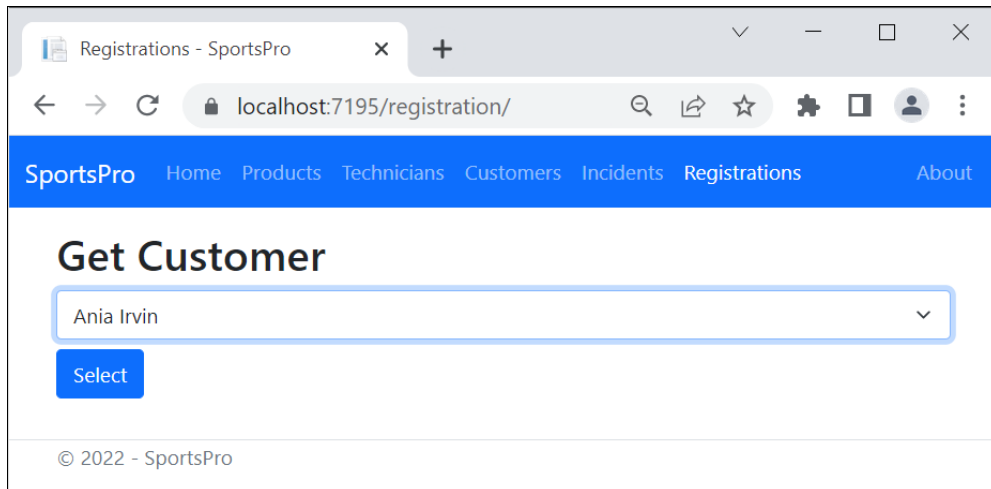 Registrations - SportsPro
localhost:7195/registration/
SportsPro Home Products Technicians Customers Incidents Registrations About
Get Customer
Ania Irvin
Select
© 2022 - SportsPro